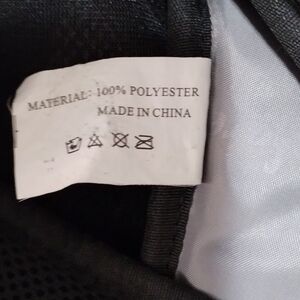 MATERIAL: 100% POLYESTER
MADE IN CHINA